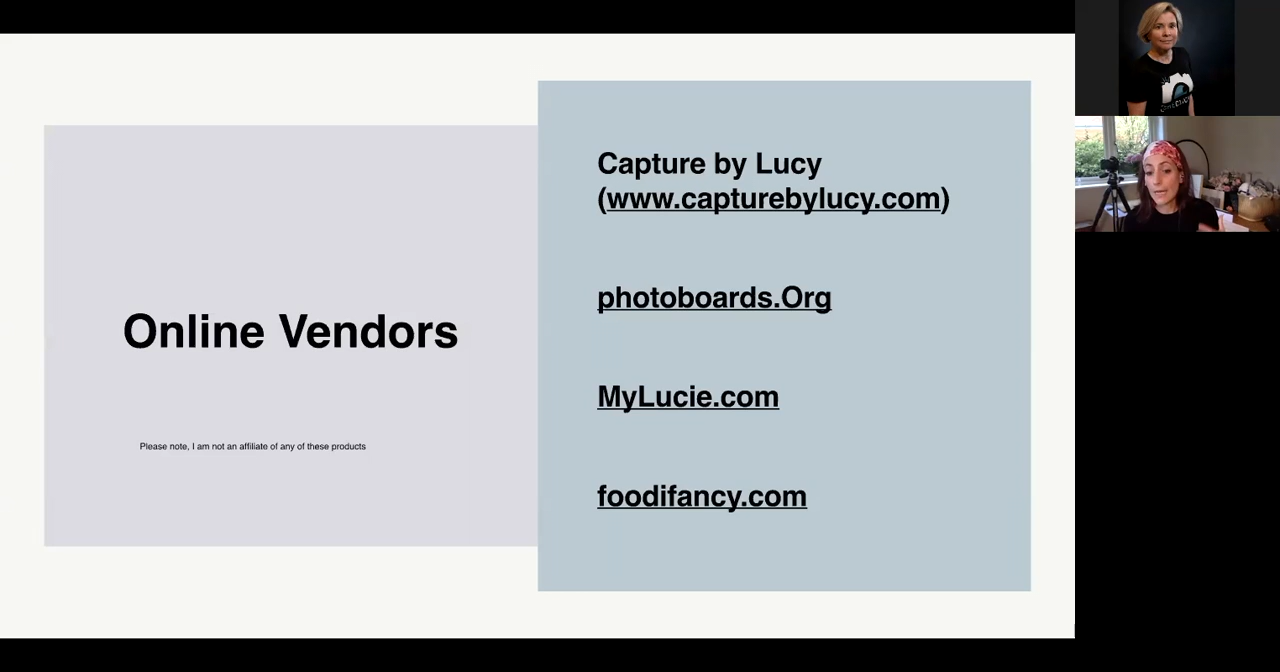 Online Vendors
Please note, I am not an affiliate of any of these products
Capture by Lucy
(www.capturebylucy.com)
photoboards.Org
MyLucie.com
foodifancy.com